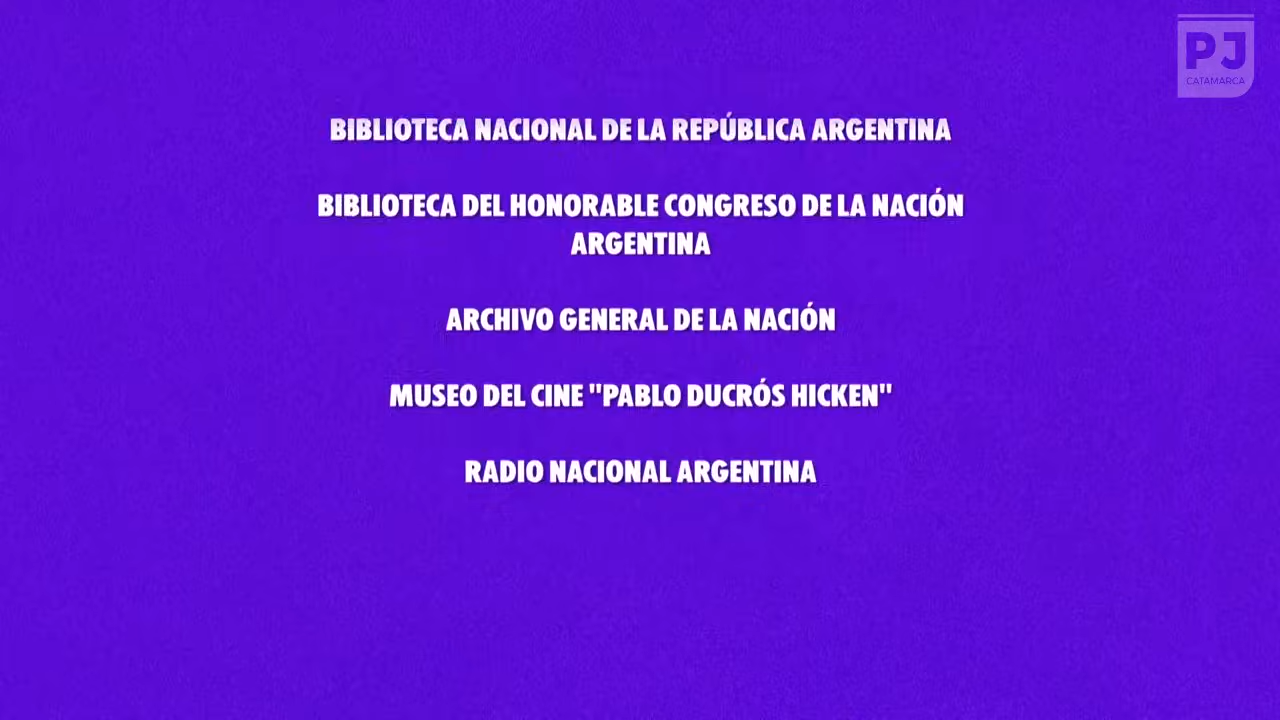 PJ
CATAMARCA
BIBLIOTECA NACIONAL DE LA REPÚBLICA ARGENTINA
BIBLIOTECA DEL HONORABLE CONGRESO DE LA NACIÓN
ARGENTINA
ARCHIVO GENERAL DE LA NACIÓN
MUSEO DEL CINE "PABLO DUCRÓS HICKEN"
RADIO NACIONAL ARGENTINA